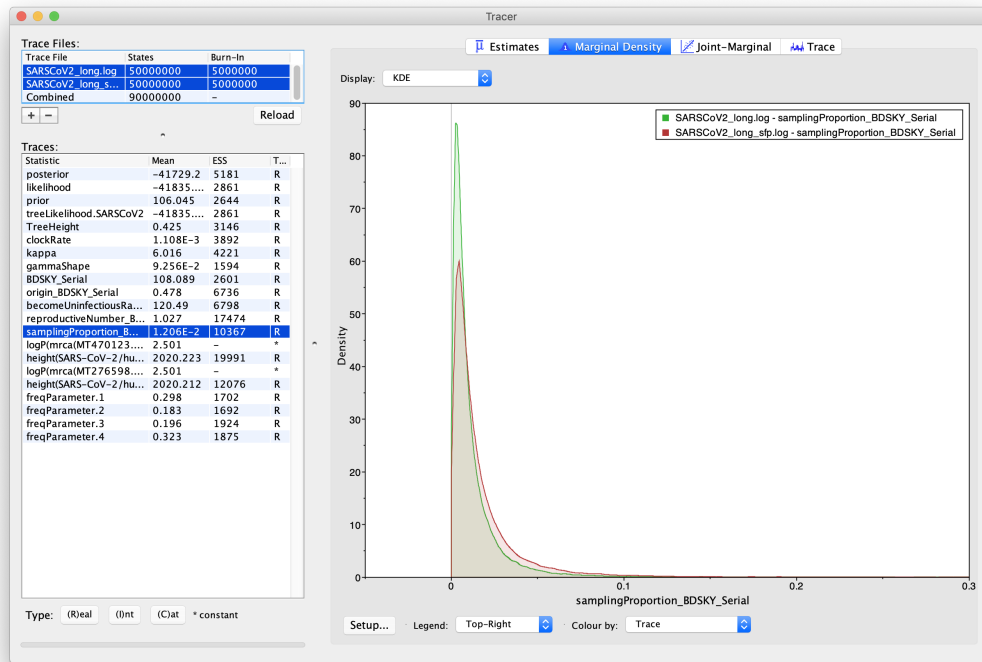 Tracer
Trace Files:
Trace File States Burn-In
SARSCoV2_long.log 50000000 5000000
SARSCoV2_long_s... 50000000 5000000
Combined 90000000 -
+ -
Reload
Traces:
Statistic Mean ESS T...
posterior -41729.2 5181 R
likelihood -41835.... 2861 R
prior 106.045 2644 R
treeLikelihood.SARSCoV2 -41835.... 2861 R
TreeHeight 0.425 3146 R
clockRate 1.108E-3 3892 R
kappa 6.016 4221 R
gammaShape 9.256E-2 1594 R
BDSKY_Serial 108.089 2601 R
origin_BDSKY_Serial 0.478 6736 R
becomeUninfectiousRa... 120.49 6798 R
reproductiveNumber_B... 1.027 17474 R
samplingProportion_B... 1.206E-2 10367 R
logP(mrca(MT470123.... 2.501 - *
height(SARS-CoV-2/hu... 2020.223 19991 R
logP(mrca(MT276598.... 2.501 - *
height(SARS-CoV-2/hu... 2020.212 12076 R
freqParameter.1 0.298 1702 R
freqParameter.2 0.183 1692 R
freqParameter.3 0.196 1924 R
freqParameter.4 0.323 1875 R
Type: (R)eal (I)nt (C)at * constant
Estimates Marginal Density Joint-Marginal Trace
Display: KDE
SARSCoV2_long.log - samplingProportion_BDSKY_Serial
SARSCoV2_long_sfp.log - samplingProportion_BDSKY_Serial
90
80
70
60
50
40
30
20
10
0
Density
0 0.1 0.2 0.3
samplingProportion_BDSKY_Serial
Setup... Legend: Top-Right Colour by: Trace